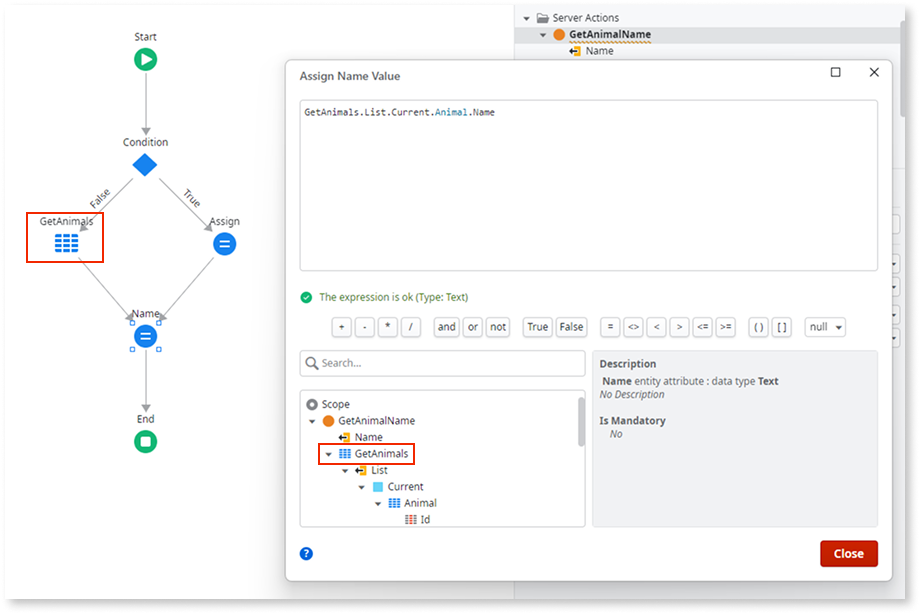 Start
Condition
False
True
GetAnimals
Assign
Name
End
Server Actions
GetAnimalName
Name
Assign Name Value
GetAnimals.List.Current.Animal.Name
The expression is ok (Type: Text)
+ - * / and or not True False = <> < > <= >= ( ) [ ] null
Search...
Scope
GetAnimalName
Name
GetAnimals
List
Current
Animal
Id
Description
Name entity attribute : data type Text
No Description
Is Mandatory
No
?
Close